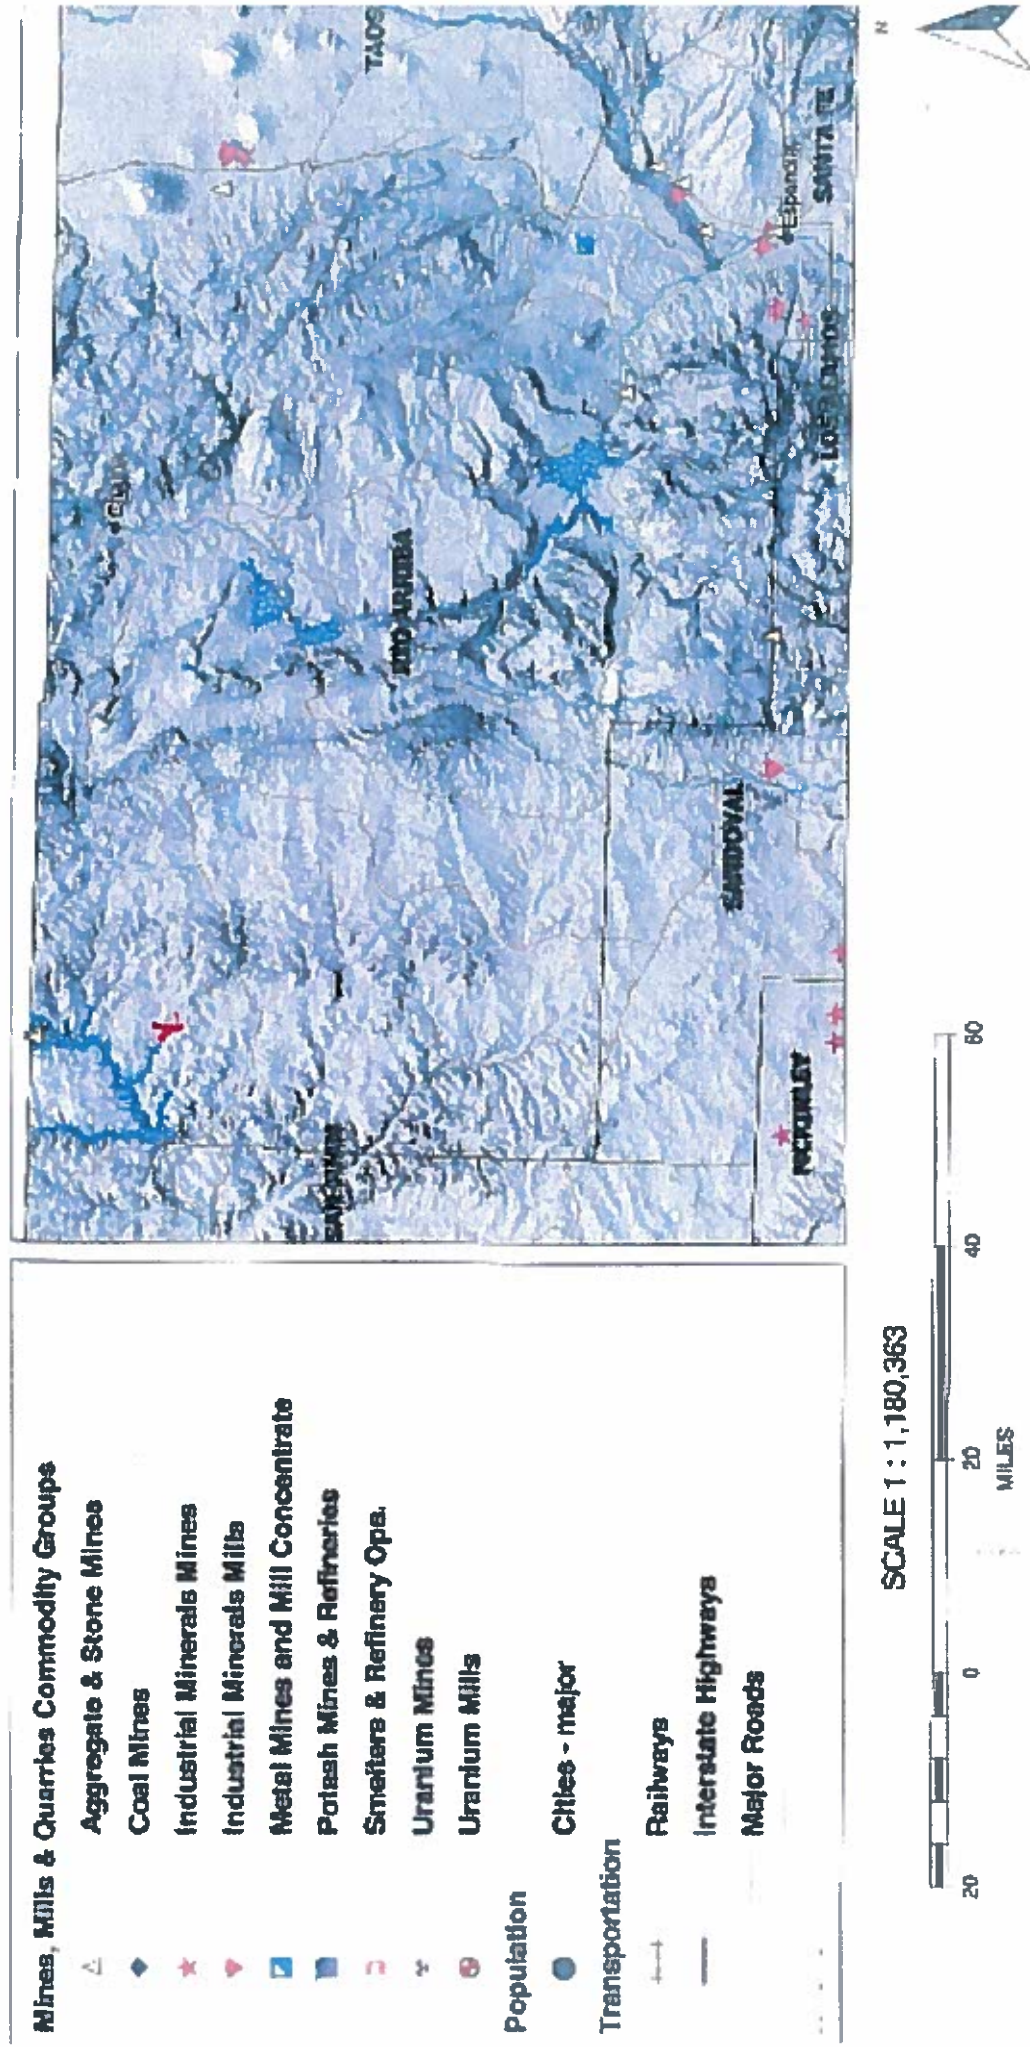 Mines, Mills & Quarries Commodity Groups
Aggregate & Stone Mines
Coal Mines
Industrial Minerals Mines
Industrial Minerals Mills
Metal Mines and Mill Concentrate
Potash Mines & Refineries
Smelters & Refinery Ops.
Uranium Mines
Uranium Mills
Population
Cities - major
Transportation
Railways
Interstate Highways
Major Roads
SAN JUAN
RIO ARRIBA
TAOS
SANDOVAL
MCKINLEY
LOS ALAMOS
SANTA FE
Espanola
SCALE 1 : 1,180,363
20 0 20 40 60
MILES
N